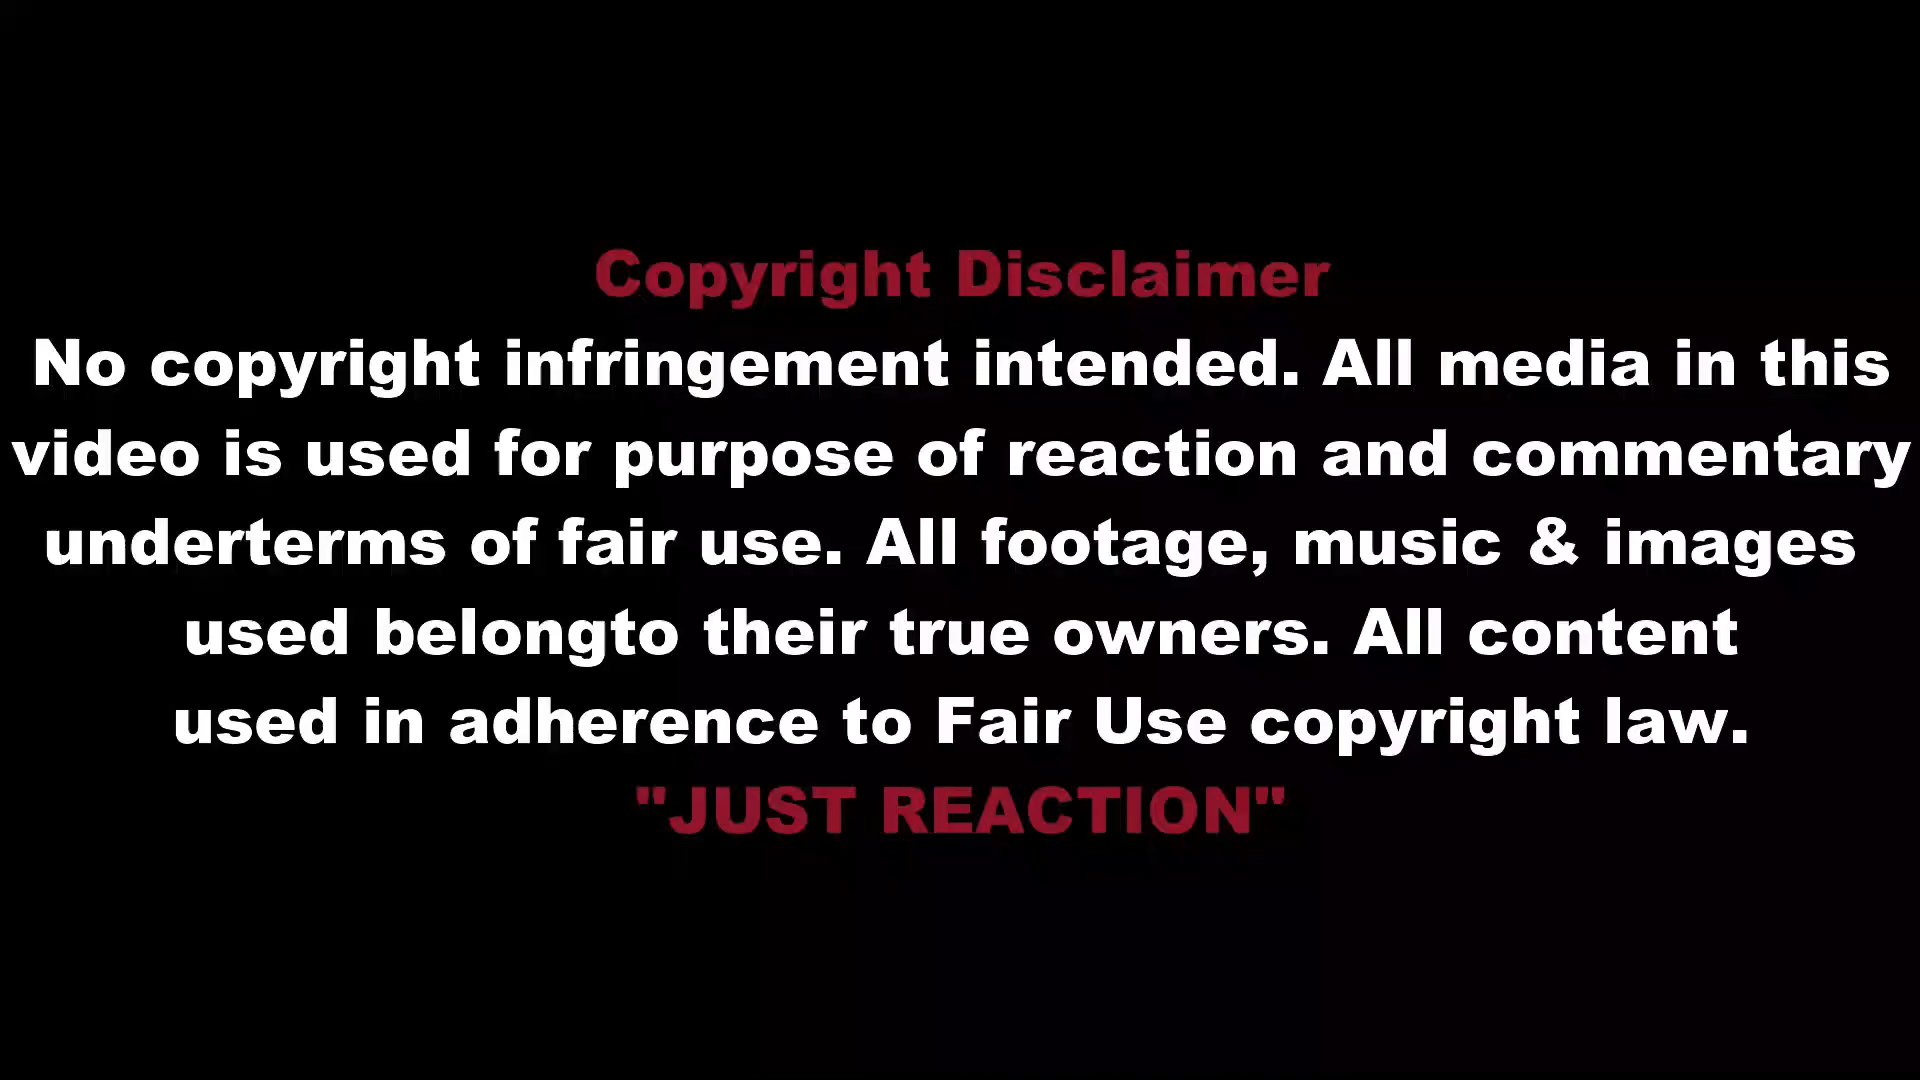 Copyright Disclaimer
No copyright infringement intended. All media in this
video is used for purpose of reaction and commentary
underterms of fair use. All footage, music & images
used belongto their true owners. All content
used in adherence to Fair Use copyright law.
"JUST REACTION"